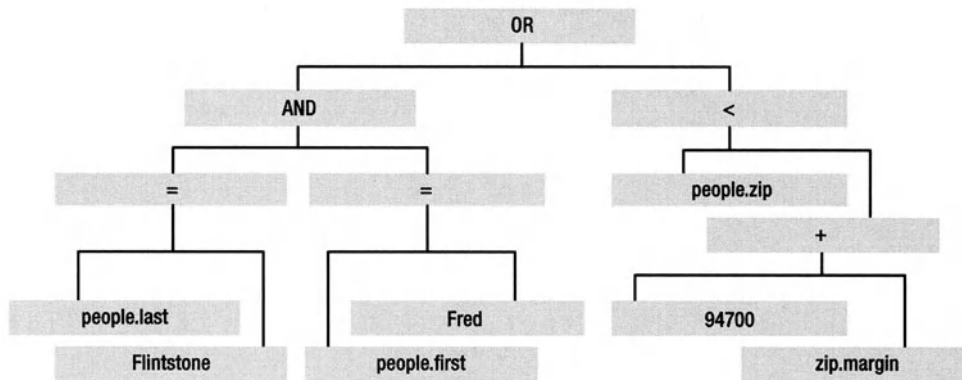 OR
AND
<
=
=
people.zip
+
people.last
Fred
94700
Flintstone
people.first
zip.margin